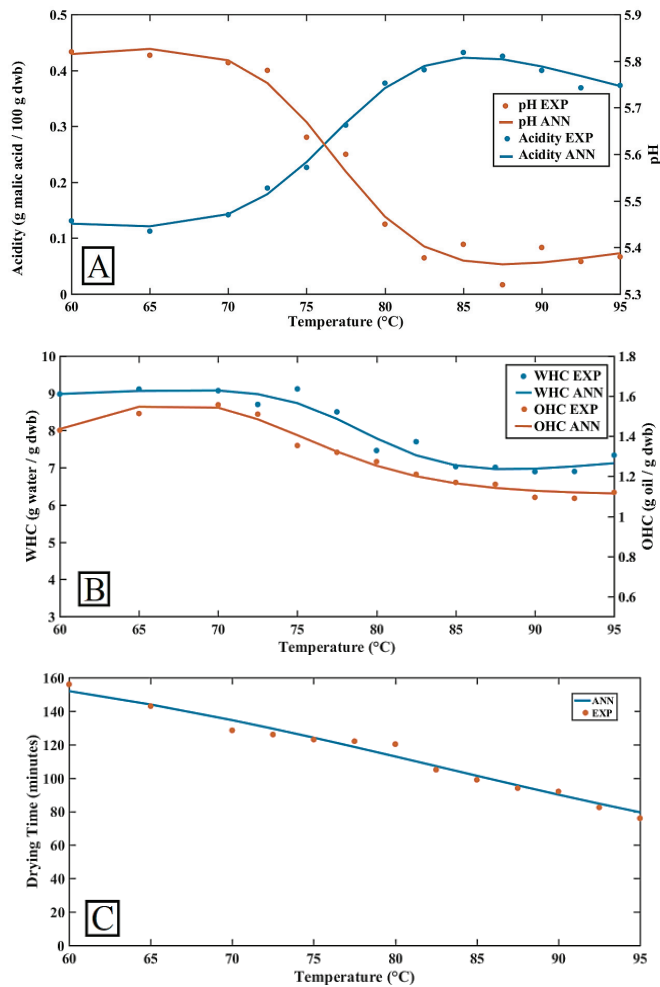 0.5
0.4
0.3
0.2
0.1
0
Acidity (g malic acid / 100 g dwb)
5.9
5.8
5.7
5.6
5.5
5.4
5.3
pH
pH EXP
pH ANN
Acidity EXP
Acidity ANN
A
60 65 70 75 80 85 90 95
Temperature (°C)
10
9
8
7
6
5
4
3
WHC (g water / g dwb)
1.8
1.6
1.4
1.2
1
0.8
0.6
OHC (g oil / g dwb)
WHC EXP
WHC ANN
OHC EXP
OHC ANN
B
60 65 70 75 80 85 90 95
Temperature (°C)
160
140
120
100
80
60
40
20
0
Drying Time (minutes)
ANN
EXP
C
60 65 70 75 80 85 90 95
Temperature (°C)